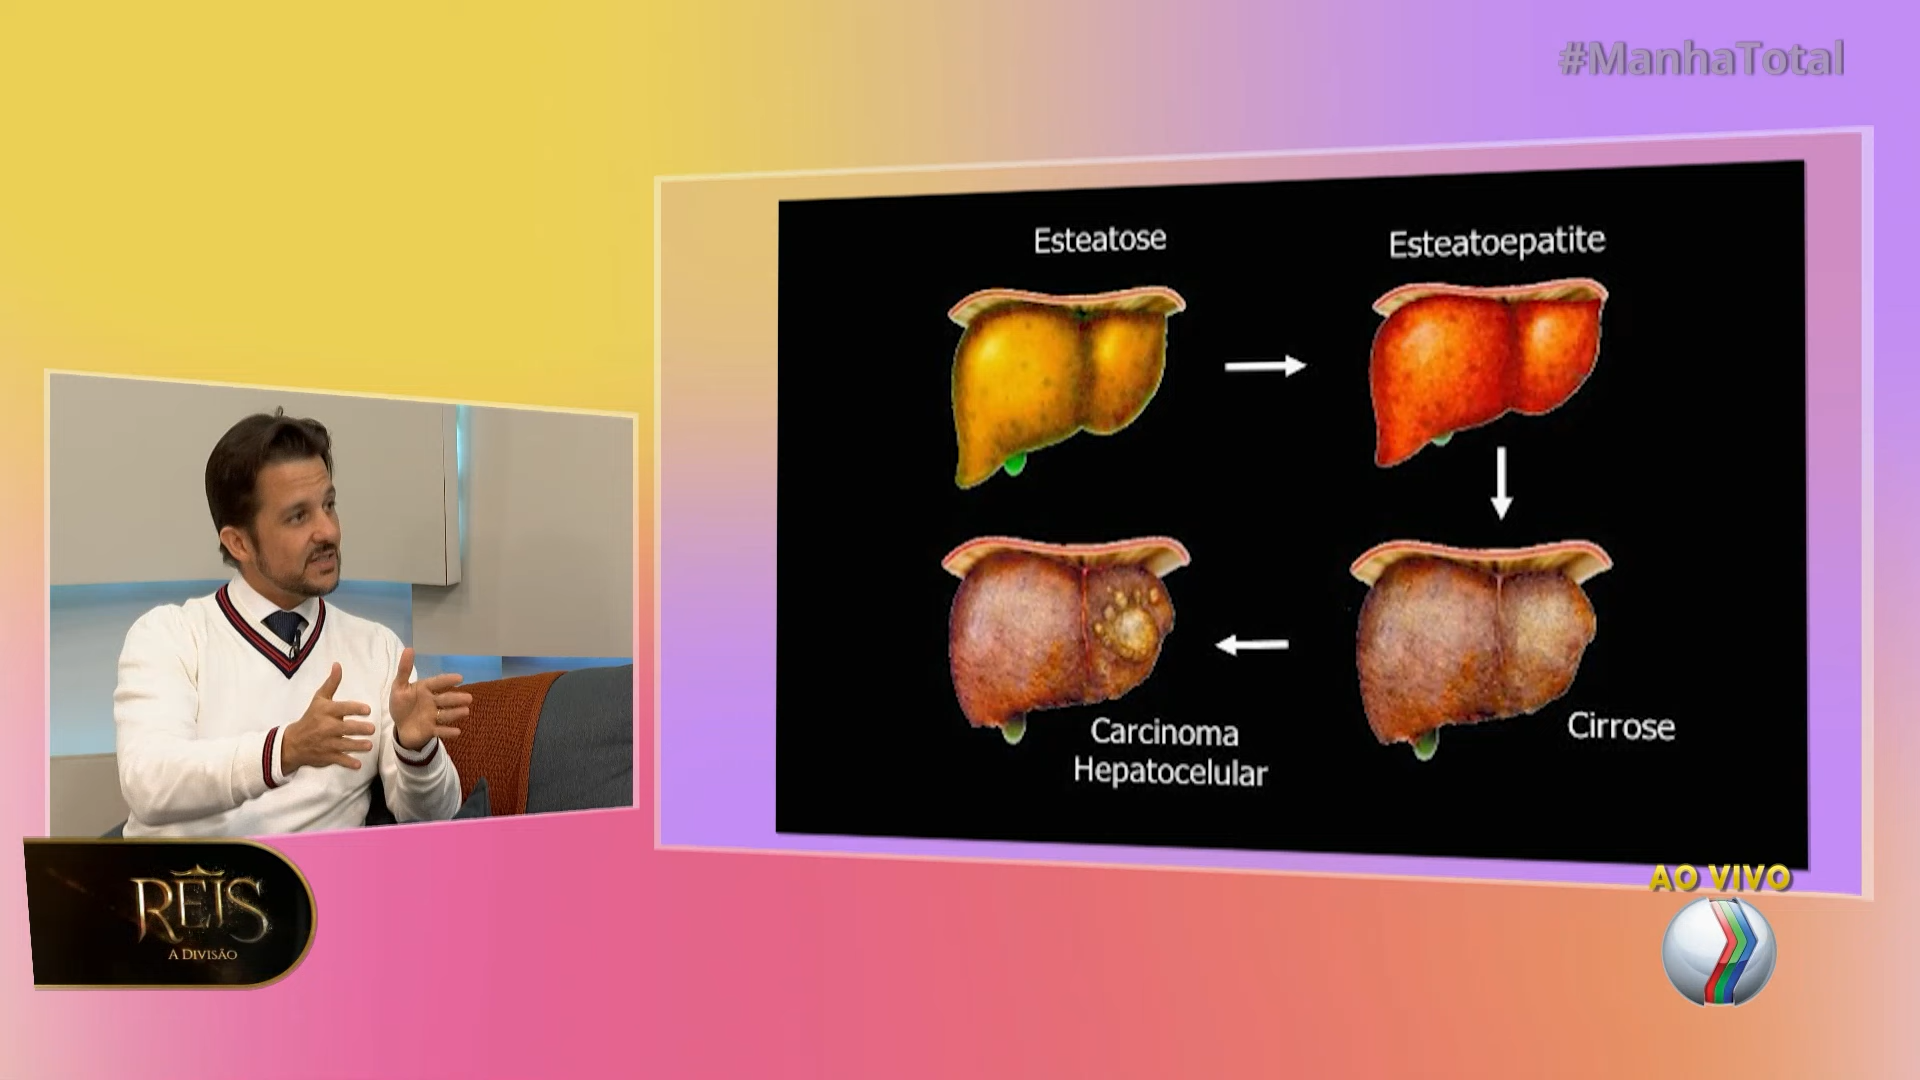 #ManhaTotal
Esteatose
Esteatoepatite
Carcinoma
Hepatocelular
Cirrose
REIS
A DIVISÃO
AO VIVO